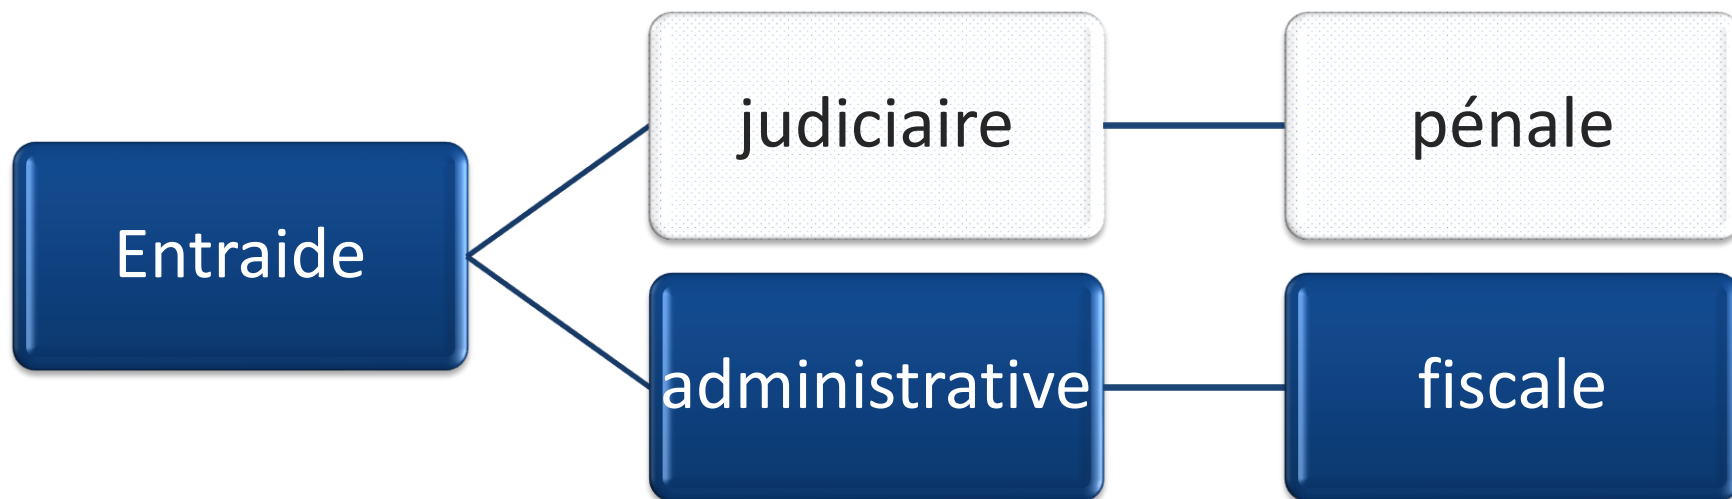 Entraide
judiciaire
pénale
administrative
fiscale